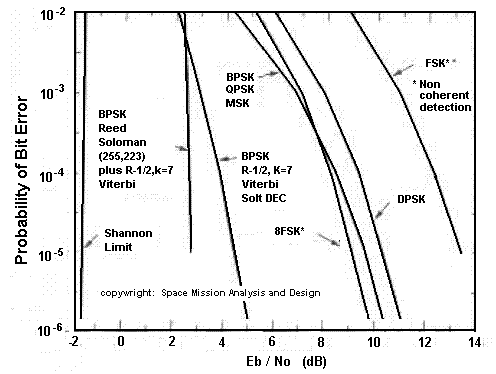 Probability of Bit Error
10-2
10-3
10-4
10-5
10-6
BPSK
Reed
Soloman
(255,223)
plus R-1/2,k=7
Viterbi
Shannon
Limit
BPSK
R-1/2, K=7
Viterbi
Solt DEC
BPSK
QPSK
MSK
8FSK*
DPSK
FSK*
* Non
coherent
detection
copywright: Space Mission Analysis and Design
-2 0 2 4 6 8 10 12 14
Eb / No (dB)